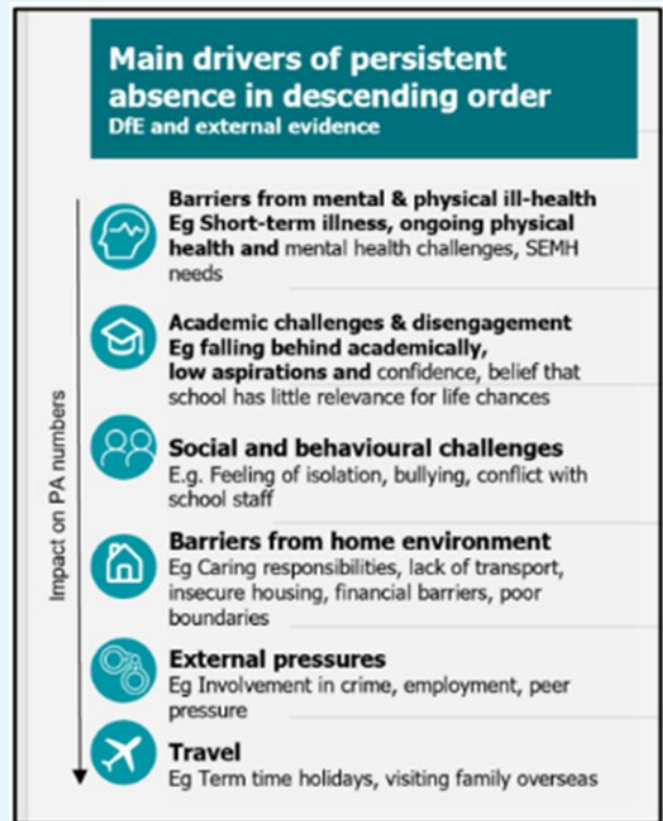 Main drivers of persistent
absence in descending order
DfE and external evidence
Impact on PA numbers
Barriers from mental & physical ill-health
Eg Short-term illness, ongoing physical
health and mental health challenges, SEMH
needs
Academic challenges & disengagement
Eg falling behind academically,
low aspirations and confidence, belief that
school has little relevance for life chances
Social and behavioural challenges
E.g. Feeling of isolation, bullying, conflict with
school staff
Barriers from home environment
Eg Caring responsibilities, lack of transport,
insecure housing, financial barriers, poor
boundaries
External pressures
Eg Involvement in crime, employment, peer
pressure
Travel
Eg Term time holidays, visiting family overseas